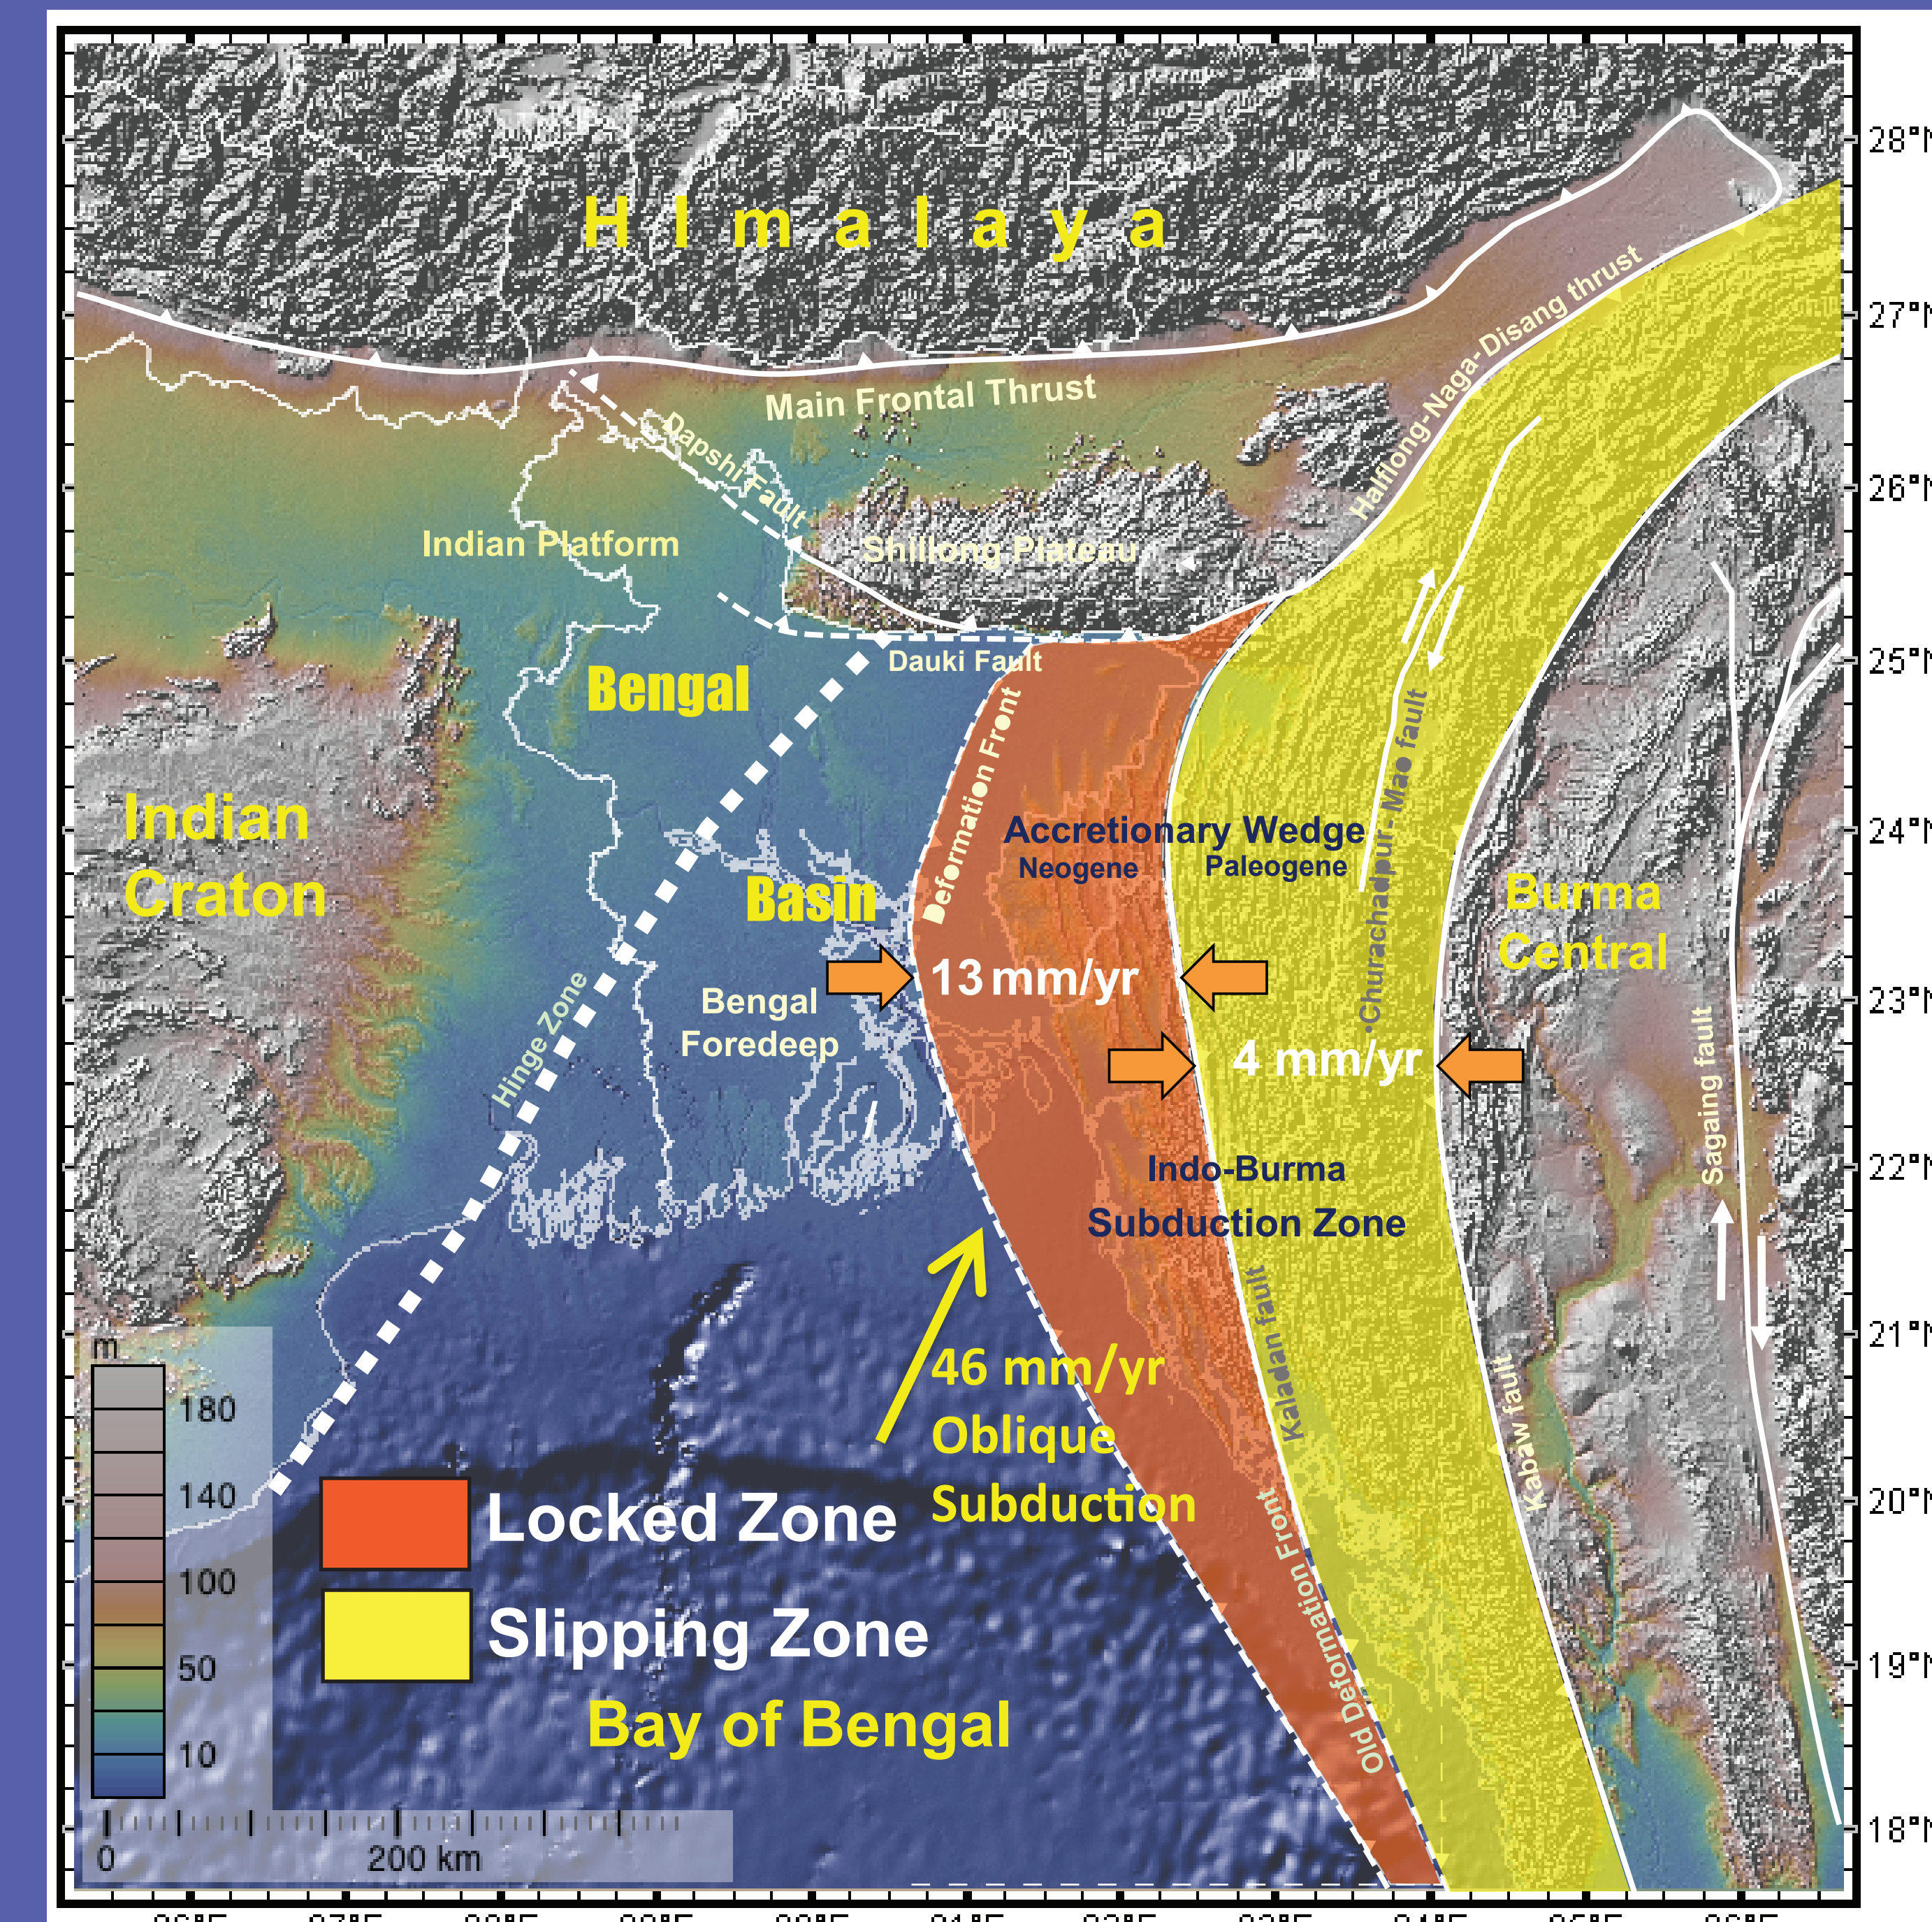 HImalaya
28°N
27°N
Main Frontal Thrust
Halflong-Naga-Disang thrust
Dapshi Fault
26°N
Indian Platform
Shillong Plateau
25°N
Dauki Fault
Bengal
Deformation Front
Churachadpur-Mao fault
24°N
Indian
Craton
Accretionary Wedge
Neogene
Paleogene
Basin
Burma
Central
13 mm/yr
23°N
Hinge Zone
Bengal
Foredeep
4 mm/yr
Sagaing fault
22°N
Indo-Burma
Subduction Zone
Kaladan fault
21°N
46 mm/yr
Oblique
Subduction
Kabaw fault
m
180
140
100
50
10
20°N
Locked Zone
Old Deformation Front
Slipping Zone
19°N
Bay of Bengal
18°N
0
200 km